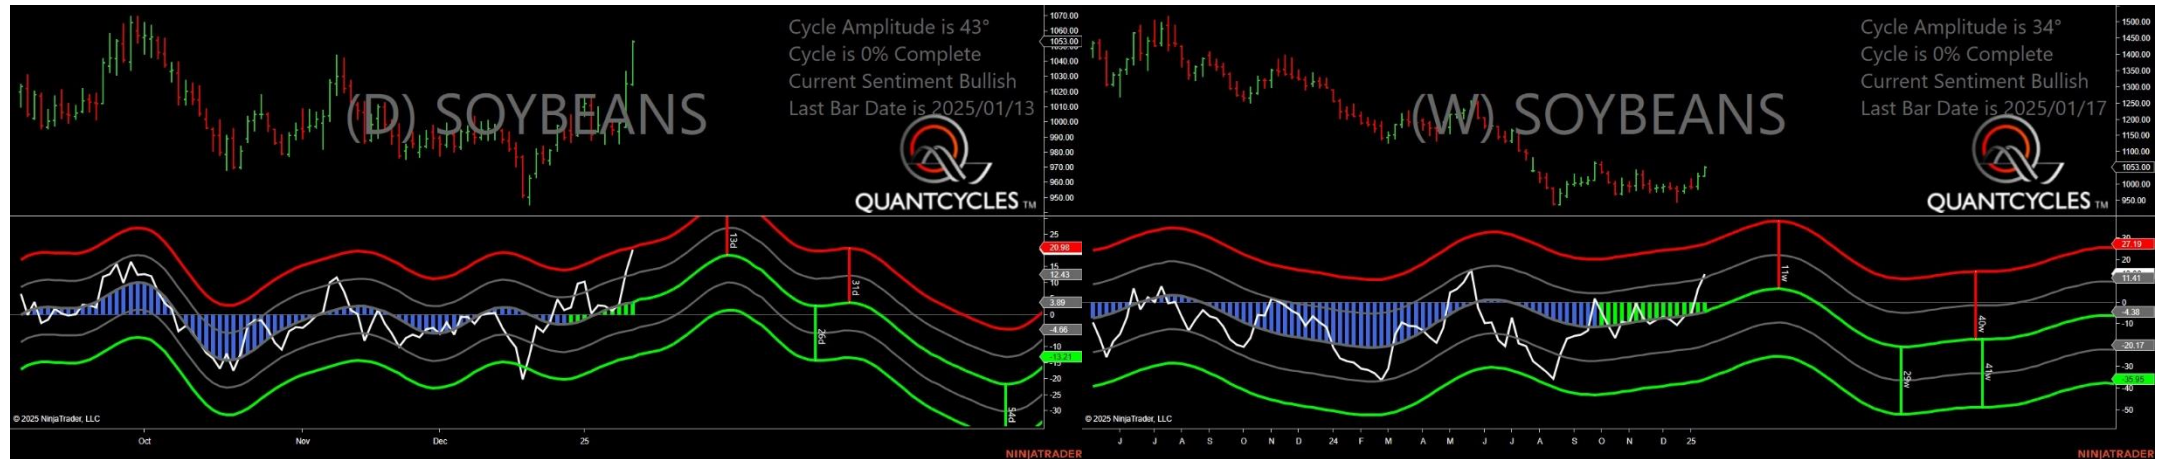 Cycle Amplitude is 43°
Cycle is 0% Complete
Current Sentiment Bullish
Last Bar Date is 2025/01/13
(D) SOYBEANS
QUANTCYCLES TM
1070.00
1060.00
1053.00
1040.00
1030.00
1020.00
1010.00
1000.00
990.00
980.00
970.00
960.00
950.00
25
20.98
15
12.43
3.89
0
-4.66
-10
-13.21
-20
-25
-30
13d
31d
26d
54d
© 2025 NinjaTrader, LLC
Oct Nov Dec 25
NINJATRADER
Cycle Amplitude is 34°
Cycle is 0% Complete
Current Sentiment Bullish
Last Bar Date is 2025/01/17
(W) SOYBEANS
QUANTCYCLES TM
1500.00
1450.00
1400.00
1350.00
1300.00
1250.00
1200.00
1150.00
1100.00
1053.00
1000.00
950.00
27.19
20
11.41
0
-4.38
-10
-20.17
-30
-35.95
-50
11w
40w
29w
41w
© 2025 NinjaTrader, LLC
J J A S O N D 24 F M A M J J A S O N D 25
NINJATRADER